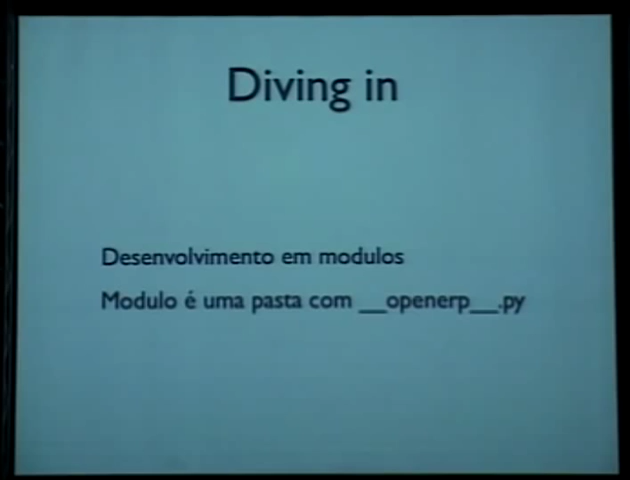 Diving in
Desenvolvimento em modulos
Modulo é uma pasta com __openerp__.py